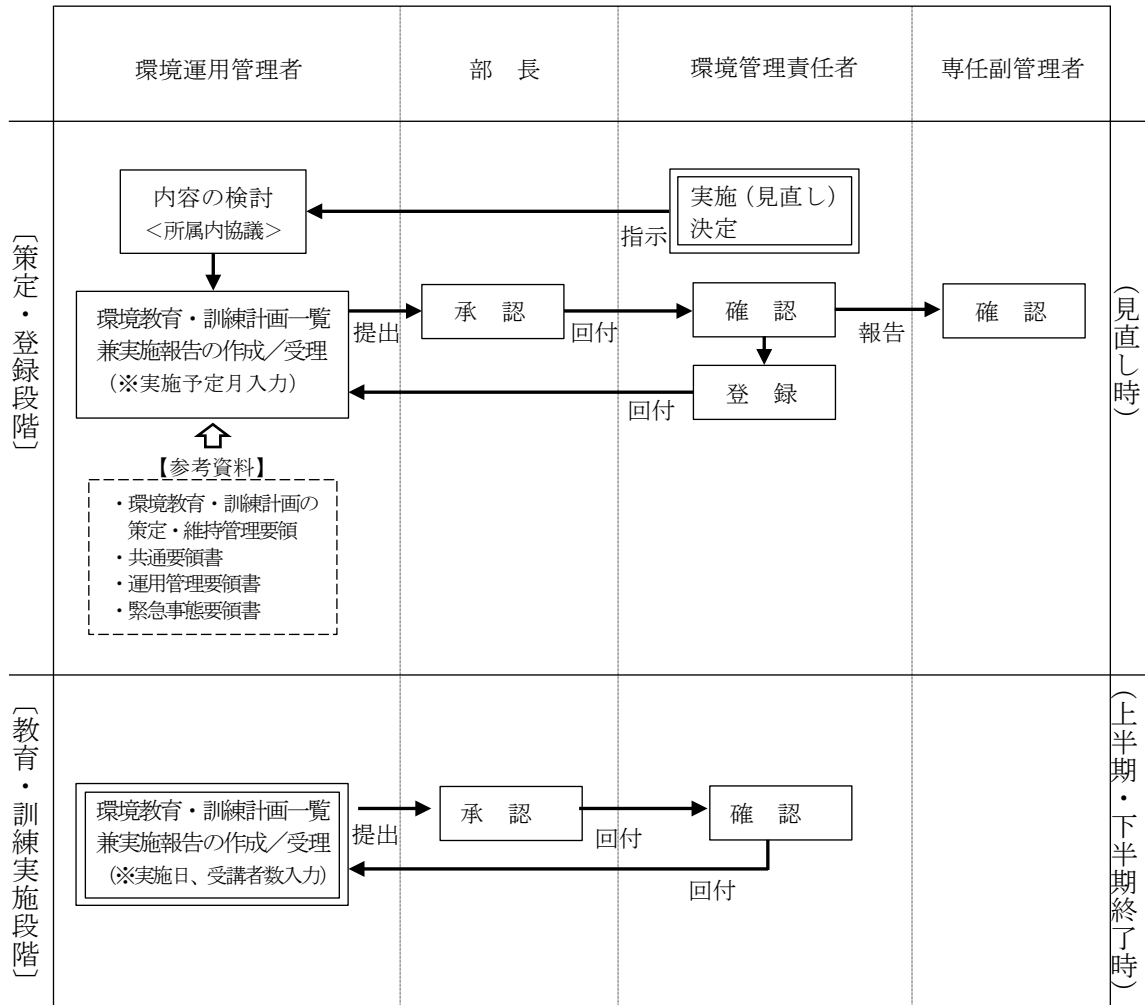 環境運用管理者
部　長
環境管理責任者
専任副管理者
〔策定・登録段階〕
内容の検討
＜所属内協議＞
実施（見直し）
決定
指示
環境教育・訓練計画一覧
兼実施報告の作成／受理
（※実施予定月入力）
提出
承　認
回付
確　認
報告
確　認
登　録
回付
【参考資料】
・環境教育・訓練計画の
策定・維持管理要領
・共通要領書
・運用管理要領書
・緊急事態要領書
（見直し時）
〔教育・訓練実施段階〕
環境教育・訓練計画一覧
兼実施報告の作成／受理
（※実施日、受講者数入力）
提出
承　認
回付
確　認
回付
（上半期・下半期終了時）